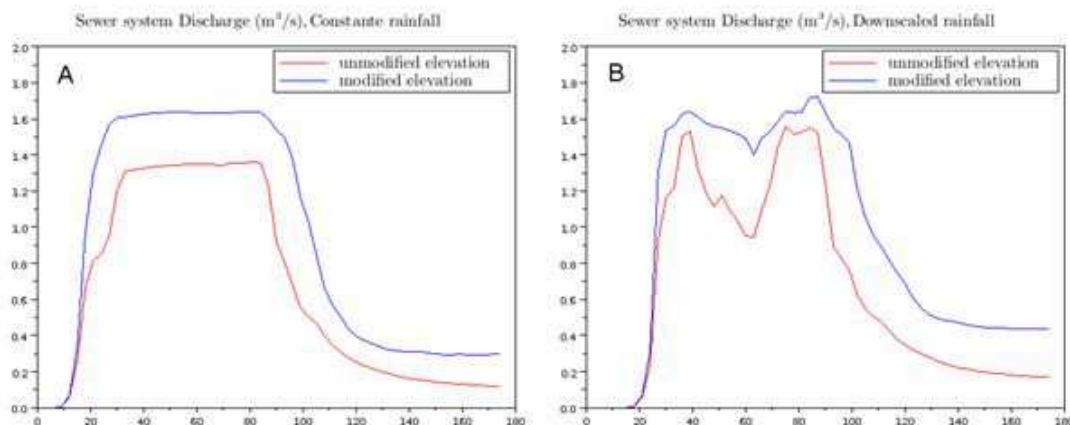 Sewer system Discharge (m³/s), Constante rainfall
A
unmodified elevation
modified elevation
2.0
1.8
1.6
1.4
1.2
1.0
0.8
0.6
0.4
0.2
0.0
0 20 40 60 80 100 120 140 160 180
Sewer system Discharge (m³/s), Downscaled rainfall
B
unmodified elevation
modified elevation
2.0
1.8
1.6
1.4
1.2
1.0
0.8
0.6
0.4
0.2
0.0
0 20 40 60 80 100 120 140 160 180